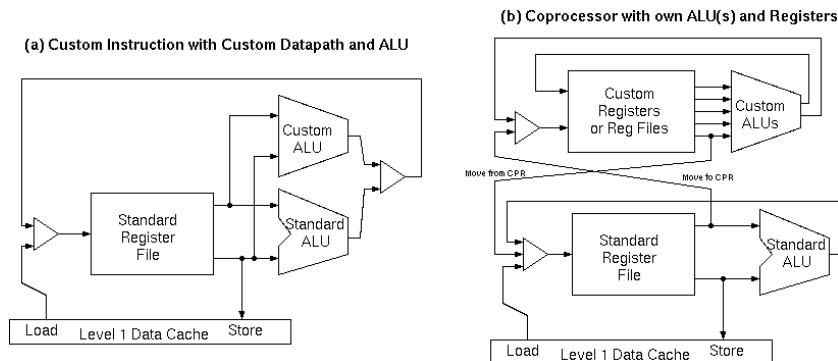 (a) Custom Instruction with Custom Datapath and ALU
Custom
ALU
Standard
Register
File
Standard
ALU
Load
Level 1 Data Cache
Store
(b) Coprocessor with own ALU(s) and Registers
Custom
Registers
or Reg Files
Custom
ALUs
Move from CPR
Move to CPR
Standard
Register
File
Standard
ALU
Load
Level 1 Data Cache
Store